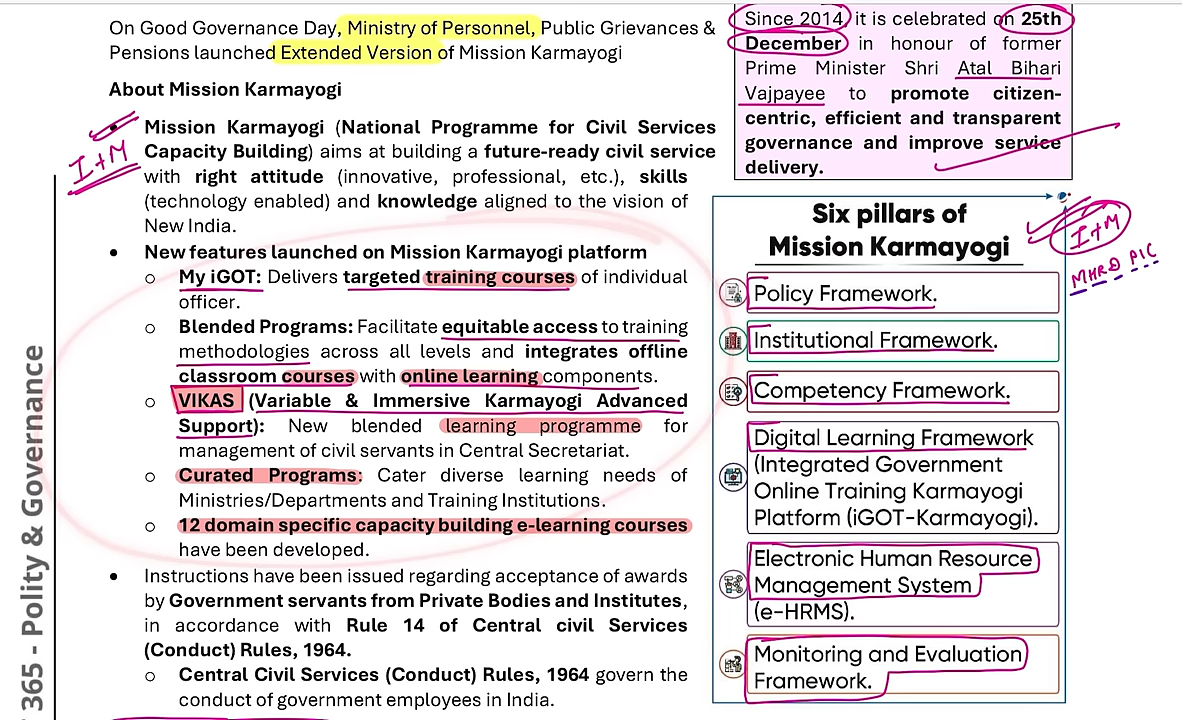 On Good Governance Day, Ministry of Personnel, Public Grievances &
Pensions launched Extended Version of Mission Karmayogi
About Mission Karmayogi
• Mission Karmayogi (National Programme for Civil Services
Capacity Building) aims at building a future-ready civil service
with right attitude (innovative, professional, etc.), skills
(technology enabled) and knowledge aligned to the vision of
New India.
I+M
• New features launched on Mission Karmayogi platform
o My iGOT: Delivers targeted training courses of individual
officer.
o Blended Programs: Facilitate equitable access to training
methodologies across all levels and integrates offline
classroom courses with online learning components.
o VIKAS (Variable & Immersive Karmayogi Advanced
Support): New blended learning programme for
management of civil servants in Central Secretariat.
o Curated Programs: Cater diverse learning needs of
Ministries/Departments and Training Institutions.
o 12 domain specific capacity building e-learning courses
have been developed.
• Instructions have been issued regarding acceptance of awards
by Government servants from Private Bodies and Institutes,
in accordance with Rule 14 of Central civil Services
(Conduct) Rules, 1964.
o Central Civil Services (Conduct) Rules, 1964 govern the
conduct of government employees in India.
Since 2014, it is celebrated on 25th
December in honour of former
Prime Minister Shri Atal Bihari
Vajpayee to promote citizen-
centric, efficient and transparent
governance and improve service
delivery.
Six pillars of
Mission Karmayogi
I+M
MHRD PIC
Policy Framework.
Institutional Framework.
Competency Framework.
Digital Learning Framework
(Integrated Government
Online Training Karmayogi
Platform (iGOT-Karmayogi).
Electronic Human Resource
Management System
(e-HRMS).
Monitoring and Evaluation
Framework.
365 - Polity & Governance